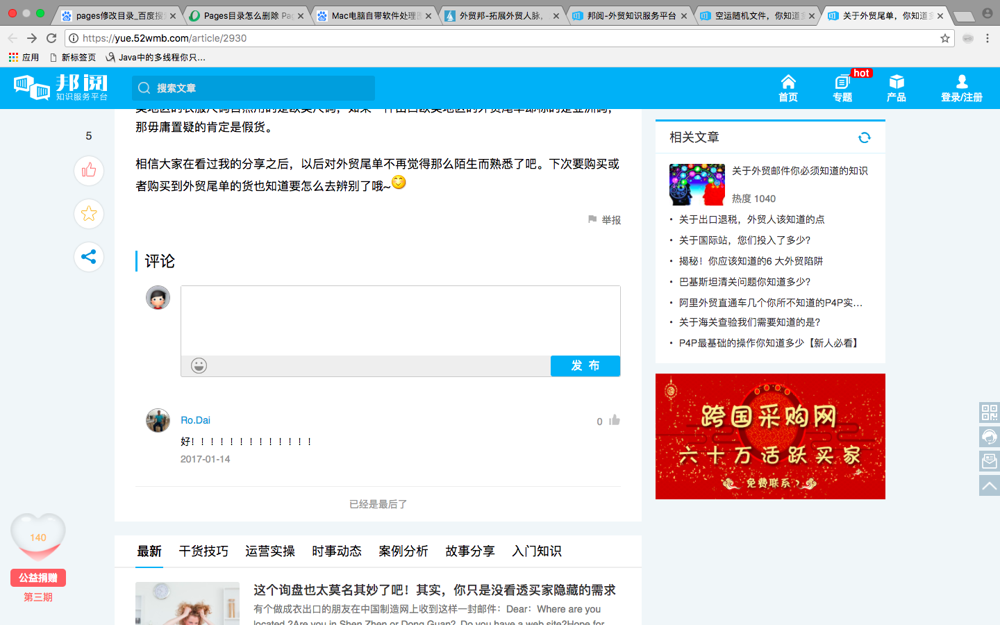 pages修改目录_百度搜
Pages目录怎么删除 Pa
Mac电脑自带软件处理
外贸邦-拓展外贸人脉，
邦阅-外贸知识服务平台
空运随机文件，你知道
关于外贸尾单，你知道
https://yue.52wmb.com/article/2930
应用 新标签页 Java中的多线程你只...
邦阅
知识服务平台
搜索文章
hot
首页 专题 产品 登录/注册
那毋庸置疑的肯定是假货。
相信大家在看过我的分享之后，以后对外贸尾单不再觉得那么陌生而熟悉了吧。下次要购买或
者购买到外贸尾单的货也知道要怎么去辨别了哦~
举报
5
评论
发 布
Ro.Dai
0
好！！！！！！！！！！！！！
2017-01-14
已经是最后了
相关文章
关于外贸邮件你必须知道的知识
热度 1040
• 关于出口退税，外贸人该知道的点
• 关于国际站，您们投入了多少？
• 揭秘！你应该知道的6 大外贸陷阱
• 巴基斯坦清关问题你知道多少？
• 阿里外贸直通车几个你所不知道的P4P实...
• 关于海关查验我们需要知道的是？
• P4P最基础的操作你知道多少【新人必看】
跨国采购网
六十万活跃买家
免费联系
140
公益捐赠
第三期
最新 干货技巧 运营实操 时事动态 案例分析 故事分享 入门知识
这个询盘也太莫名其妙了吧！其实，你只是没看透买家隐藏的需求
有个做成衣出口的朋友在中国制造网上收到这样一封邮件：Dear：Where are you
located ?Are you in Shen Zhen or Dong Guan? Do you have a web site?Hope for